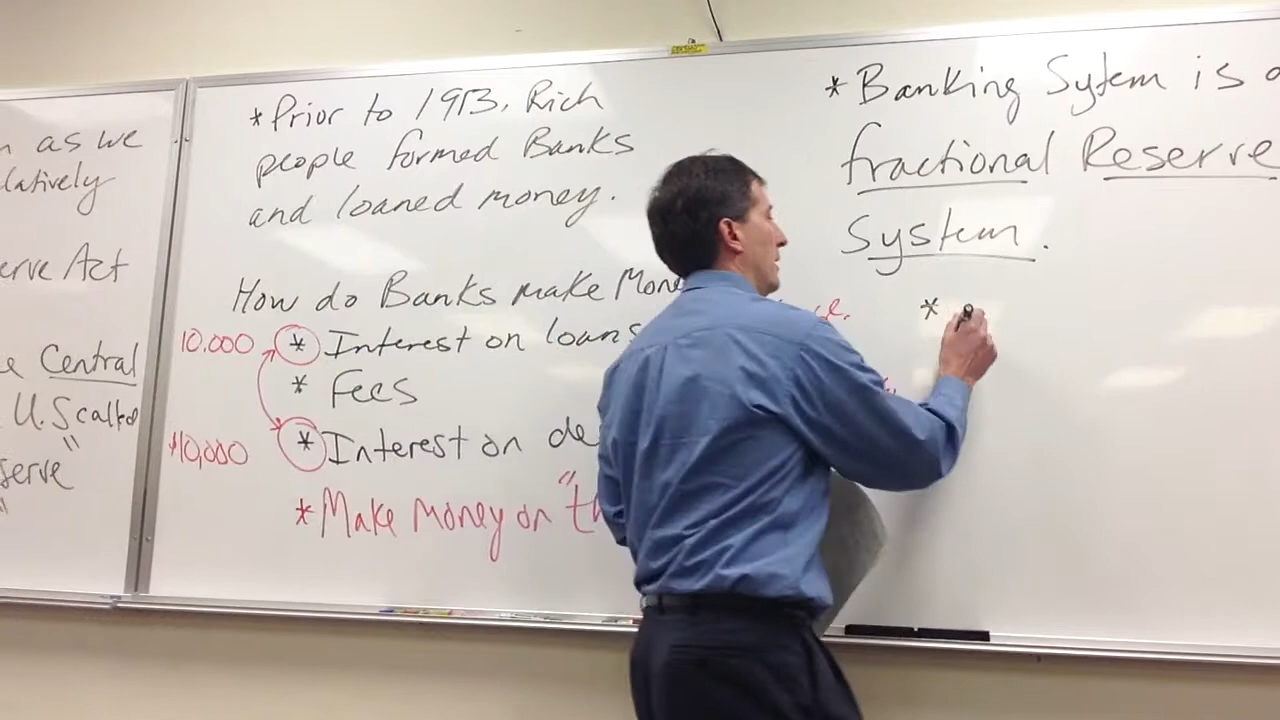 as we
latively
erve Act
Central
U.S called
serve"
*Prior to 1913, Rich
people formed Banks
and loaned money.
How do Banks make Mone
10.000 * Interest on loans
* Fees
$10,000 * Interest on de
*Make Money on "th
*Banking Sytem is a
fractional Reserve
System.
*